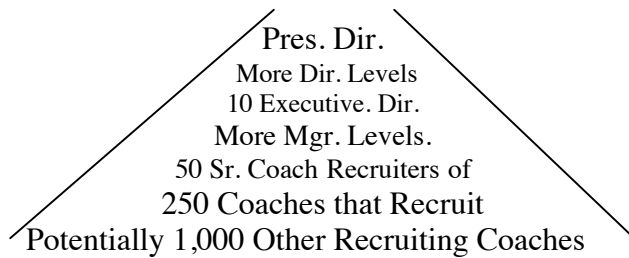 Pres. Dir.
More Dir. Levels
10 Executive. Dir.
More Mgr. Levels.
50 Sr. Coach Recruiters of
250 Coaches that Recruit
Potentially 1,000 Other Recruiting Coaches